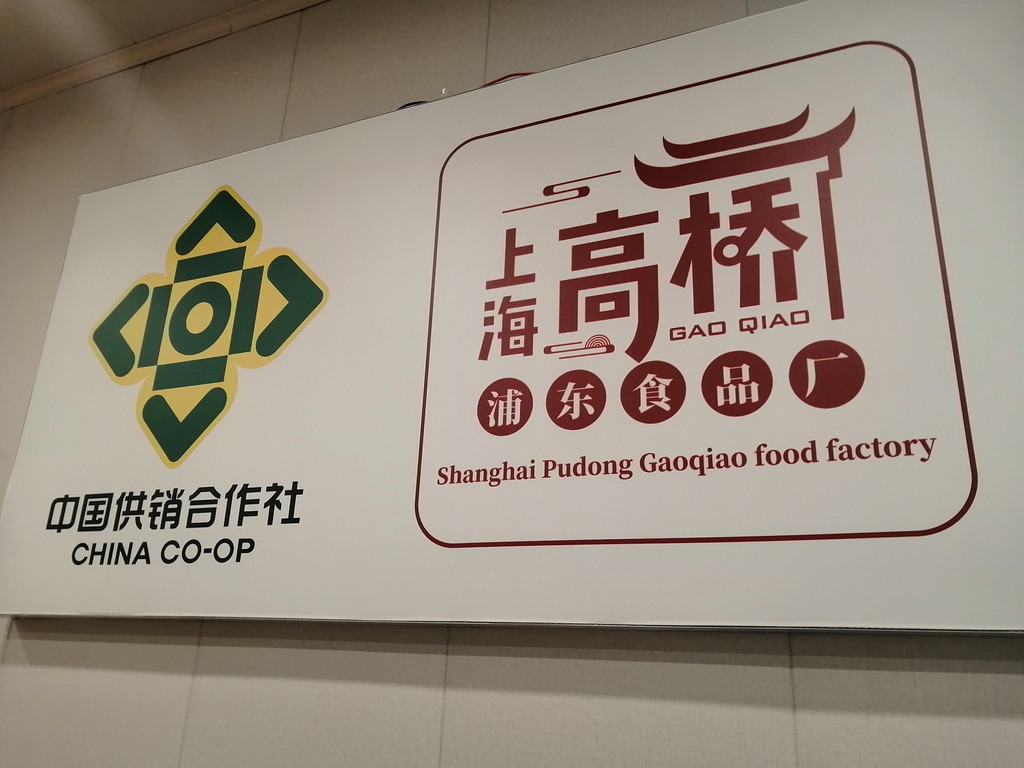 中国供销合作社
CHINA CO-OP
上海
高桥
GAO QIAO
浦东食品厂
Shanghai Pudong Gaoqiao food factory